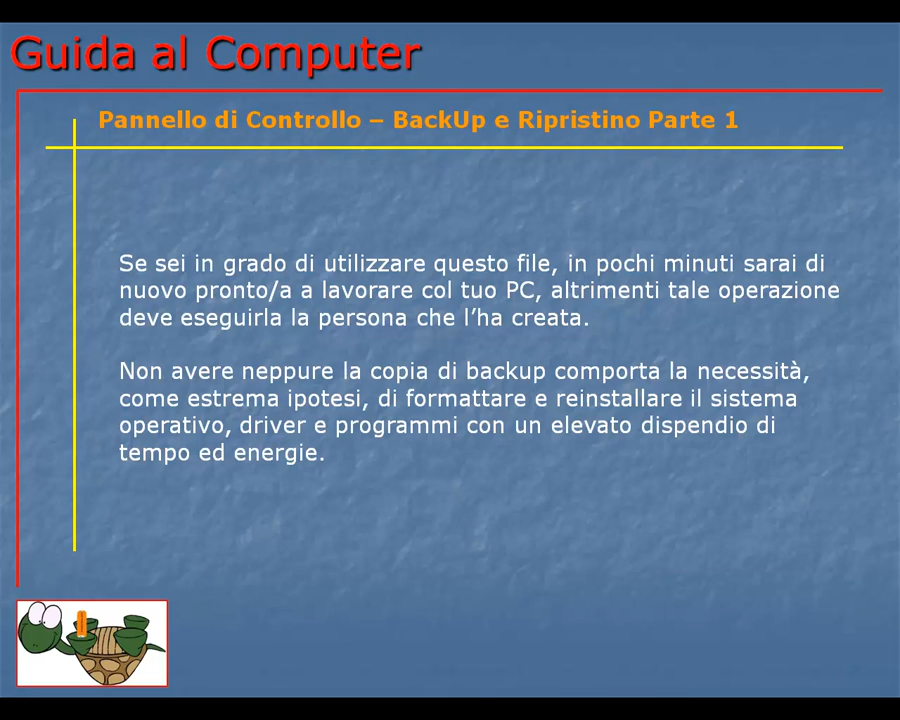 Guida al Computer
Pannello di Controllo – BackUp e Ripristino Parte 1
Se sei in grado di utilizzare questo file, in pochi minuti sarai di
nuovo pronto/a a lavorare col tuo PC, altrimenti tale operazione
deve eseguirla la persona che l’ha creata.
Non avere neppure la copia di backup comporta la necessità,
come estrema ipotesi, di formattare e reinstallare il sistema
operativo, driver e programmi con un elevato dispendio di
tempo ed energie.